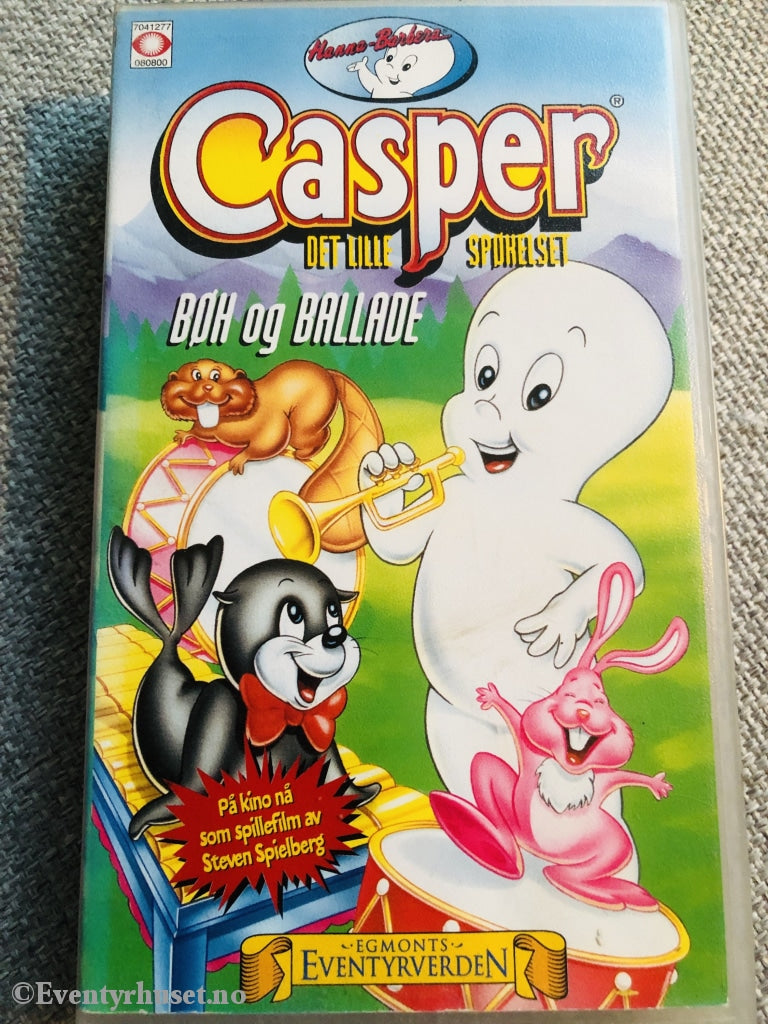 7041277
080800
Hanna-Barbera
Casper®
DET LILLE SPØKELSET
BØH og BALLADE
På kino nå
som spillefilm av
Steven Spielberg
EGMONTS
EVENTYRVERDEN
©Eventyrhuset.no